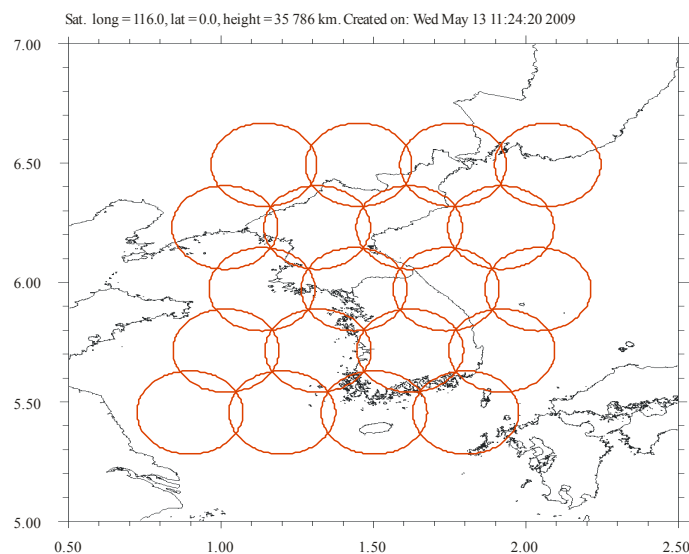 Sat. long = 116.0, lat = 0.0, height = 35 786 km. Created on: Wed May 13 11:24:20 2009
7.00
6.50
6.00
5.50
5.00
0.50 1.00 1.50 2.00 2.50